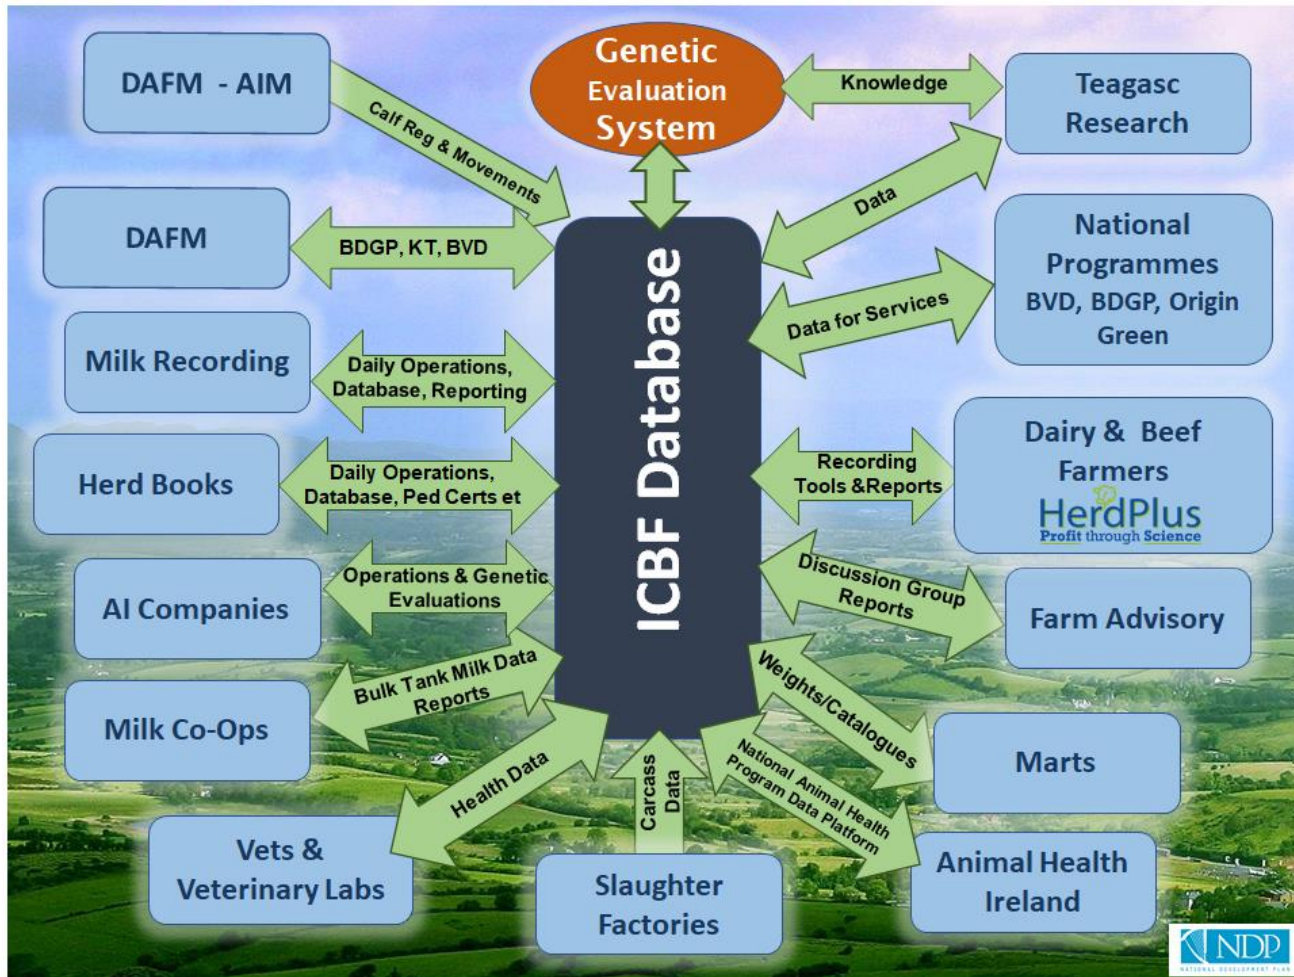 DAFM - AIM
Calf Reg & Movements
Genetic
Evaluation
System
Knowledge
Teagasc
Research
Data
DAFM
BDGP, KT, BVD
National
Programmes
BVD, BDGP, Origin
Green
Data for Services
Milk Recording
Daily Operations,
Database, Reporting
ICBF Database
Dairy & Beef
Farmers
HerdPlus
Profit through Science
Recording
Tools &Reports
Herd Books
Daily Operations,
Database, Ped Certs et
AI Companies
Operations & Genetic
Evaluations
Discussion Group
Reports
Farm Advisory
Milk Co-Ops
Bulk Tank Milk Data
Reports
Weights/Catalogues
Marts
Vets &
Veterinary Labs
Health Data
Carcass
Data
Slaughter
Factories
National Animal Health
Program Data Platform
Animal Health
Ireland
NDP
NATIONAL DEVELOPMENT PLAN